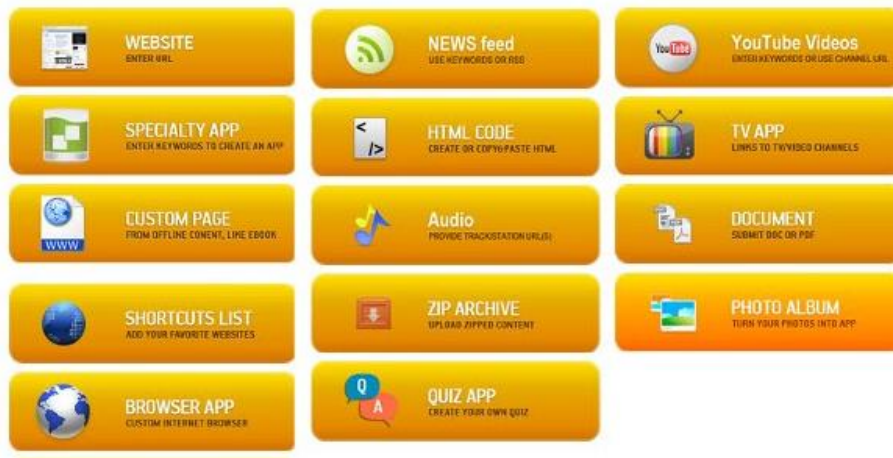 WEBSITE
ENTER URL
NEWS feed
USE KEYWORDS OR RSS
You Tube
YouTube Videos
ENTER KEYWORDS OR USE CHANNEL URL
SPECIALTY APP
ENTER KEYWORDS TO CREATE AN APP
< />
HTML CODE
CREATE OR COPY&PASTE HTML
TV APP
LINKS TO TV/VIDEO CHANNELS
WWW
CUSTOM PAGE
FROM OFFLINE CONENT, LIKE EBOOK
Audio
PROVIDE TRACK/STATION URL(S)
DOCUMENT
SUBMIT DOC OR PDF
SHORTCUTS LIST
ADD YOUR FAVORITE WEBSITES
ZIP ARCHIVE
UPLOAD ZIPPED CONTENT
PHOTO ALBUM
TURN YOUR PHOTOS INTO APP
BROWSER APP
CUSTOM INTERNET BROWSER
Q
A
QUIZ APP
CREATE YOUR OWN QUIZ